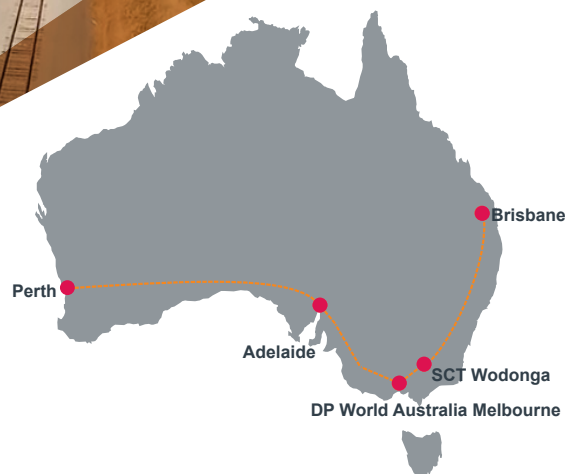 Brisbane
Perth
Adelaide
SCT Wodonga
DP World Australia Melbourne